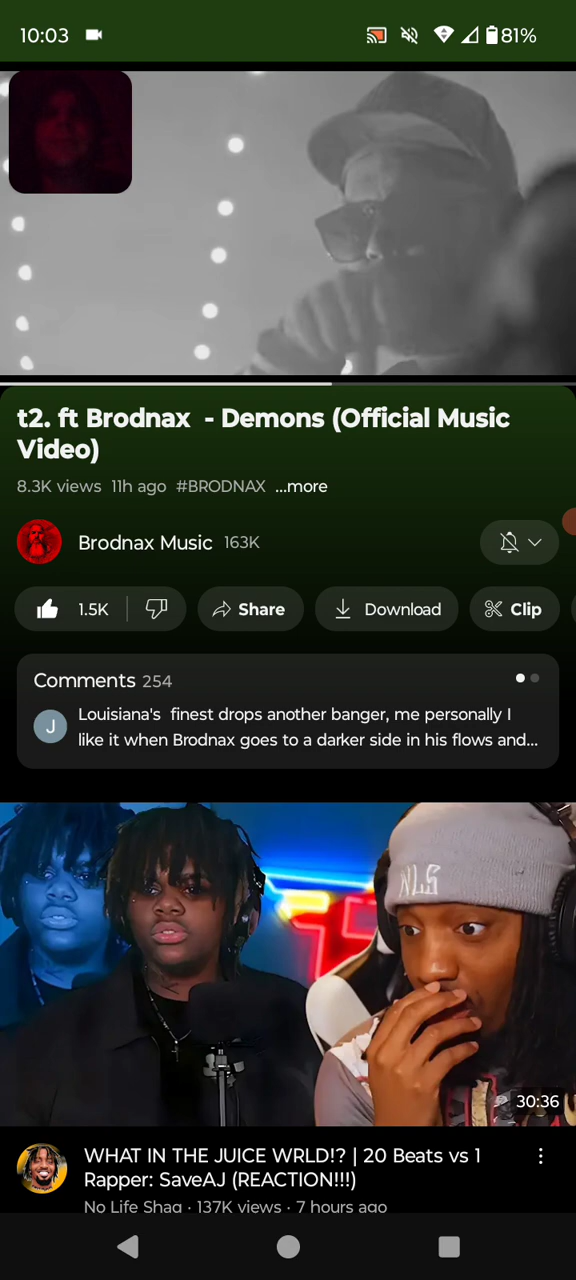 10:03
81%
t2. ft Brodnax - Demons (Official Music
Video)
8.3K views 11h ago #BRODNAX ...more
Brodnax Music 163K
1.5K Share Download Clip
Comments 254
J
Louisiana's finest drops another banger, me personally I
like it when Brodnax goes to a darker side in his flows and...
NLS
30:36
WHAT IN THE JUICE WRLD!? | 20 Beats vs 1
Rapper: SaveAJ (REACTION!!!)
No Life Shaq · 137K views · 7 hours ago